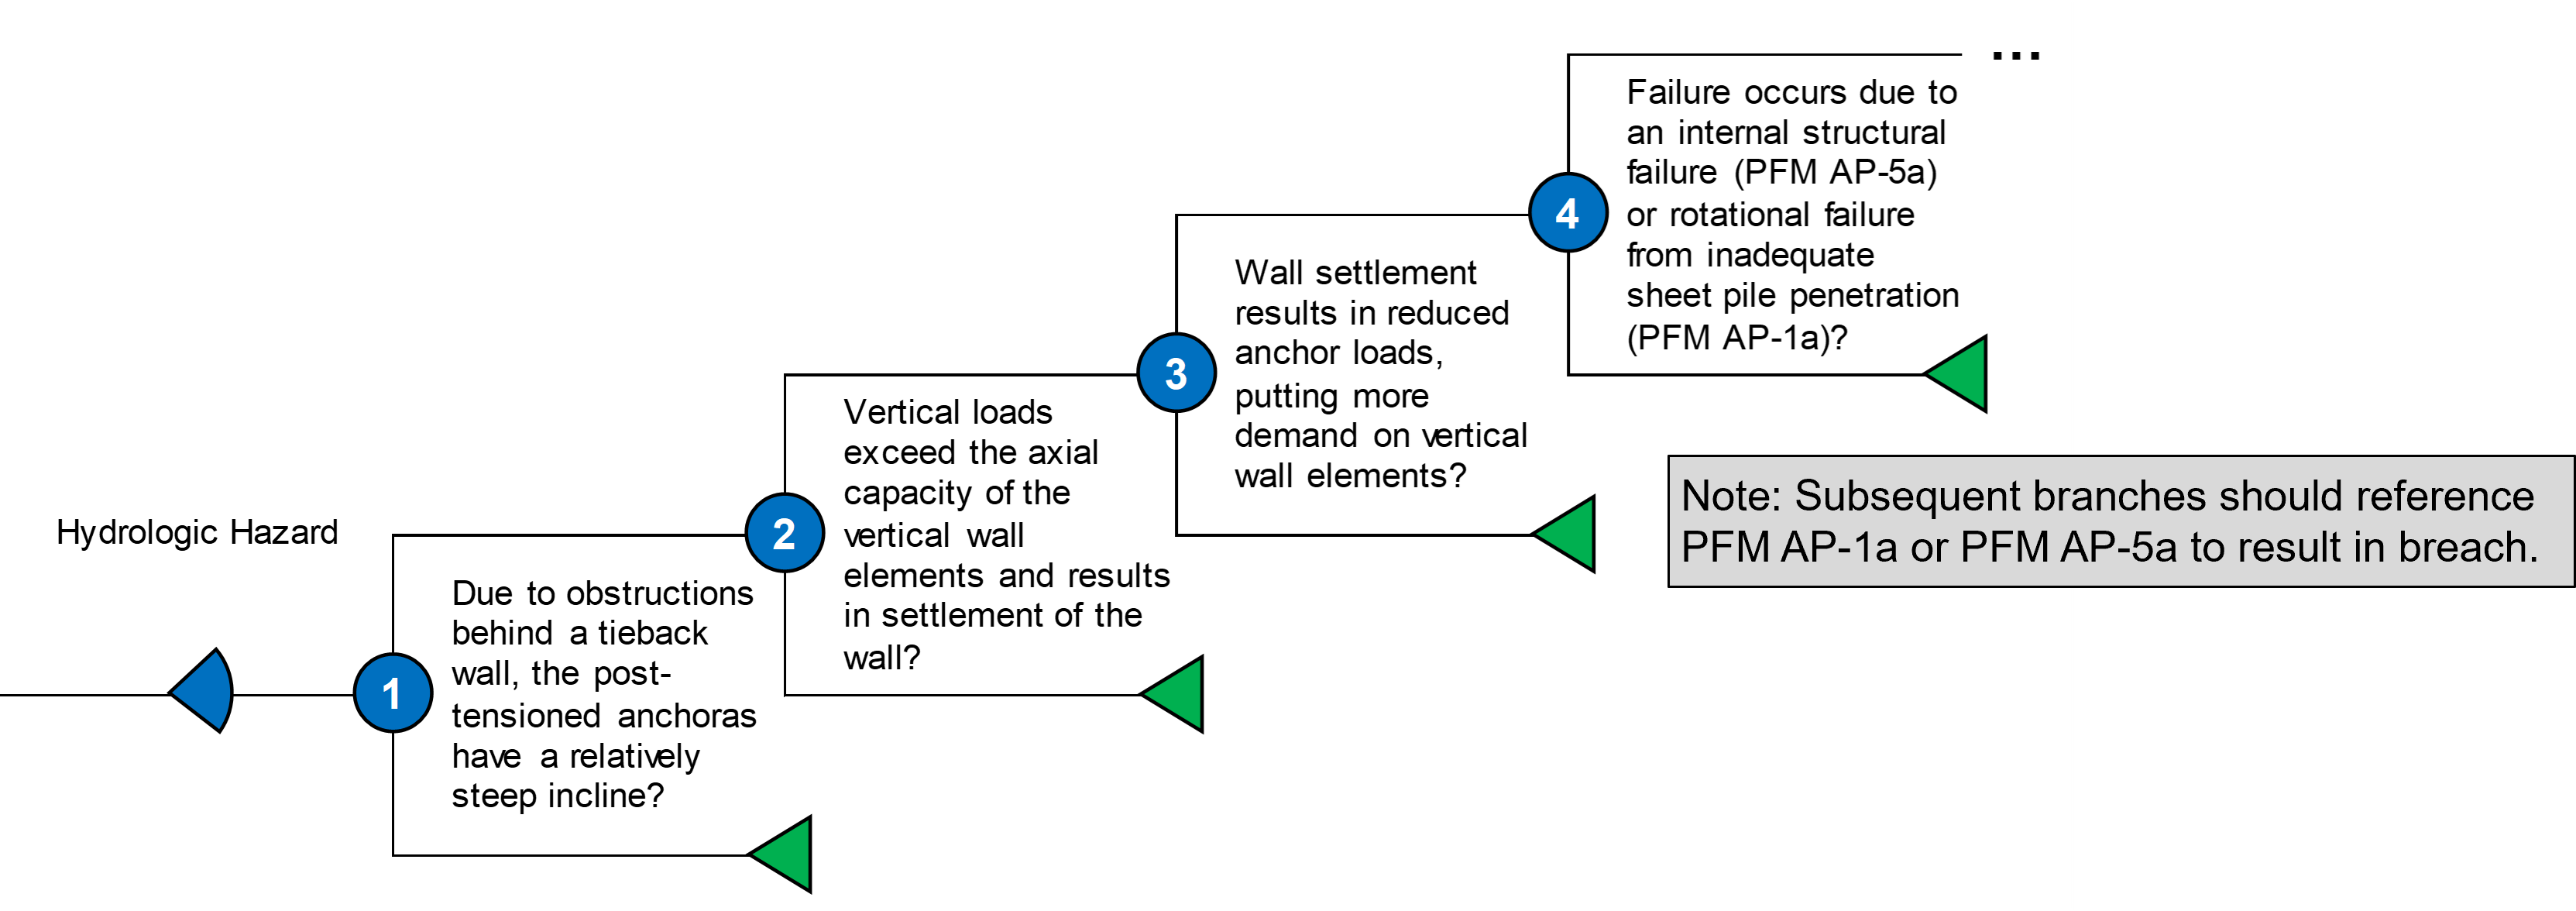 ...
Failure occurs due to
an internal structural
failure (PFM AP-5a)
or rotational failure
from inadequate
sheet pile penetration
(PFM AP-1a)?
4
Wall settlement
results in reduced
anchor loads,
putting more
demand on vertical
wall elements?
3
Vertical loads
exceed the axial
capacity of the
vertical wall
elements and results
in settlement of the
wall?
2
Note: Subsequent branches should reference
PFM AP-1a or PFM AP-5a to result in breach.
Hydrologic Hazard
1
Due to obstructions
behind a tieback
wall, the post-
tensioned anchoras
have a relatively
steep incline?